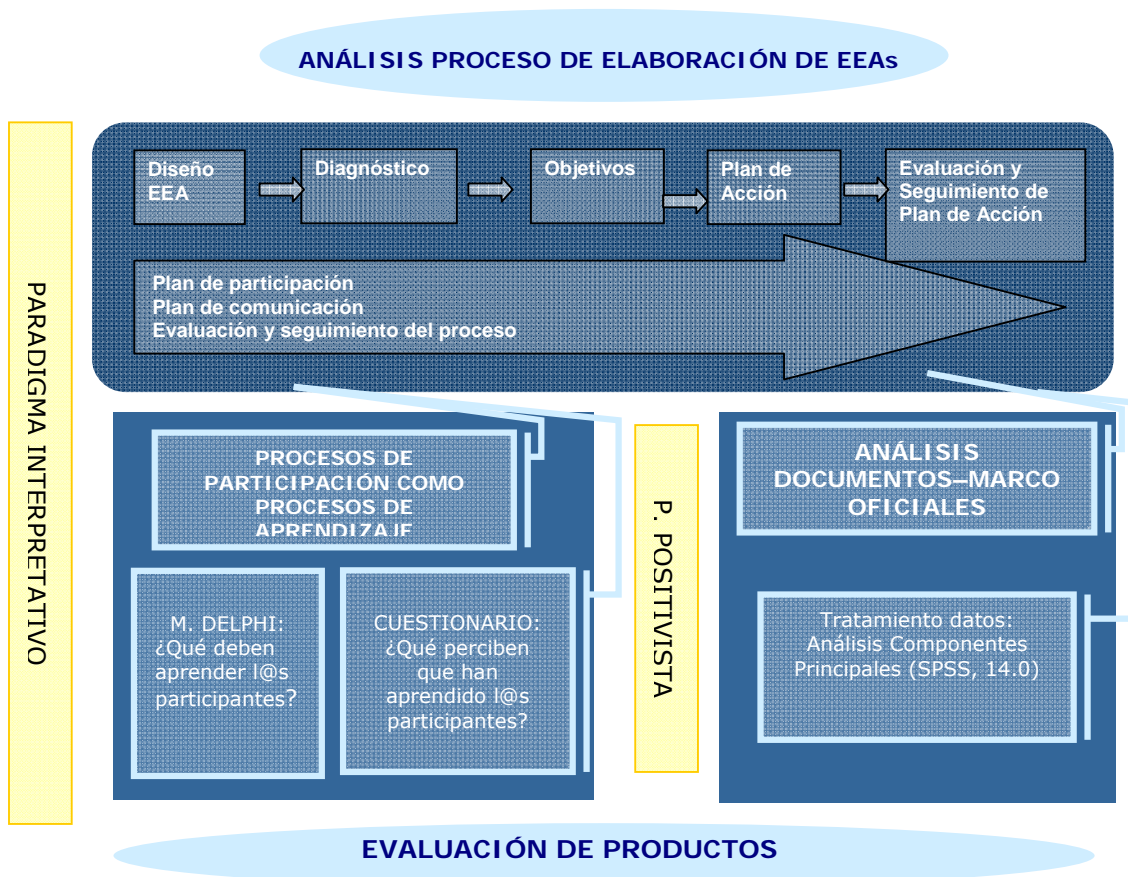 ANÁLISIS PROCESO DE ELABORACIÓN DE EEAs
PARADIGMA INTERPRETATIVO
Diseño
EEA
Diagnóstico
Objetivos
Plan de
Acción
Evaluación y
Seguimiento de
Plan de Acción
Plan de participación
Plan de comunicación
Evaluación y seguimiento del proceso
PROCESOS DE
PARTICIPACIÓN COMO
PROCESOS DE
APRENDIZAJE
M. DELPHI:
¿Qué deben
aprender l@s
participantes?
CUESTIONARIO:
¿Qué perciben
que han
aprendido l@s
participantes?
P. POSITIVISTA
ANÁLISIS
DOCUMENTOS–MARCO
OFICIALES
Tratamiento datos:
Análisis Componentes
Principales (SPSS, 14.0)
EVALUACIÓN DE PRODUCTOS